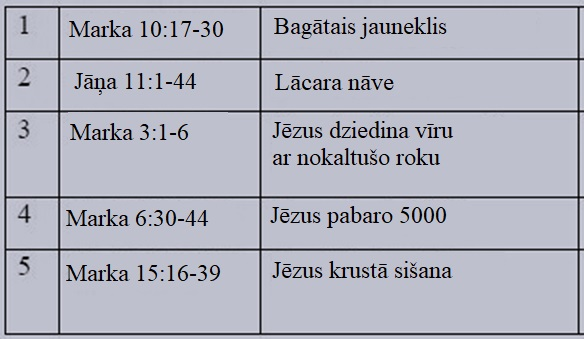 1 Marka 10:17-30 Bagātais jauneklis
2 Jāņa 11:1-44 Lācara nāve
3 Marka 3:1-6 Jēzus dziedina vīru
ar nokaltušo roku
4 Marka 6:30-44 Jēzus pabaro 5000
5 Marka 15:16-39 Jēzus krustā sišana